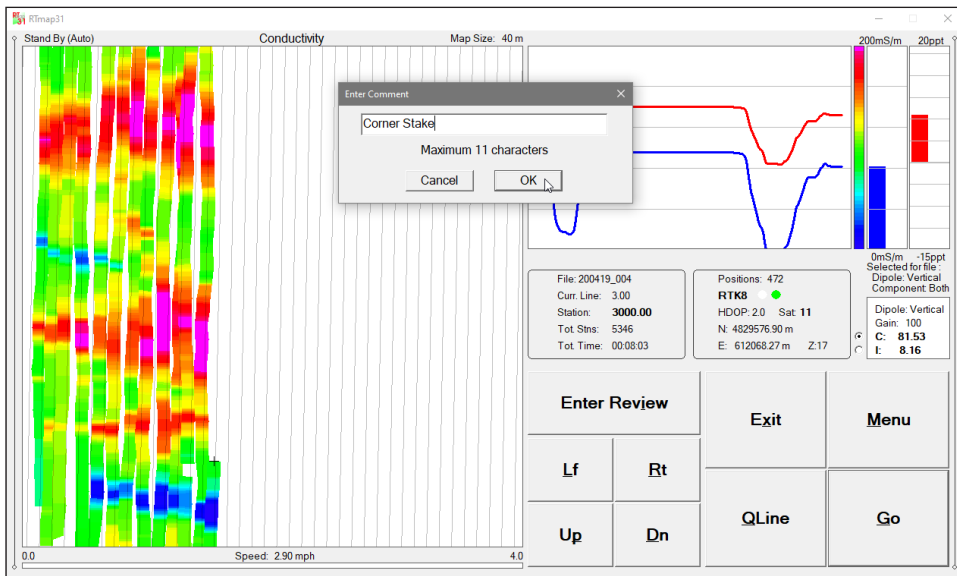 RT
31
RTmap31
Stand By (Auto) Conductivity Map Size: 40 m
200mS/m 20ppt
Enter Comment
Corner Stake
Maximum 11 characters
Cancel OK
0mS/m -15ppt
Selected for file :
Dipole: Vertical
Component: Both
File: 200419_004
Curr. Line: 3.00
Station: 3000.00
Tot. Stns: 5346
Tot. Time: 00:08:03
Positions: 472
RTK8
HDOP: 2.0 Sat: 11
N: 4829576.90 m
E: 612068.27 m Z:17
Dipole: Vertical
Gain: 100
C: 81.53
I: 8.16
Enter Review
Exit
Menu
Lf
Rt
Up
Dn
QLine
Go
0.0 Speed: 2.90 mph 4.0